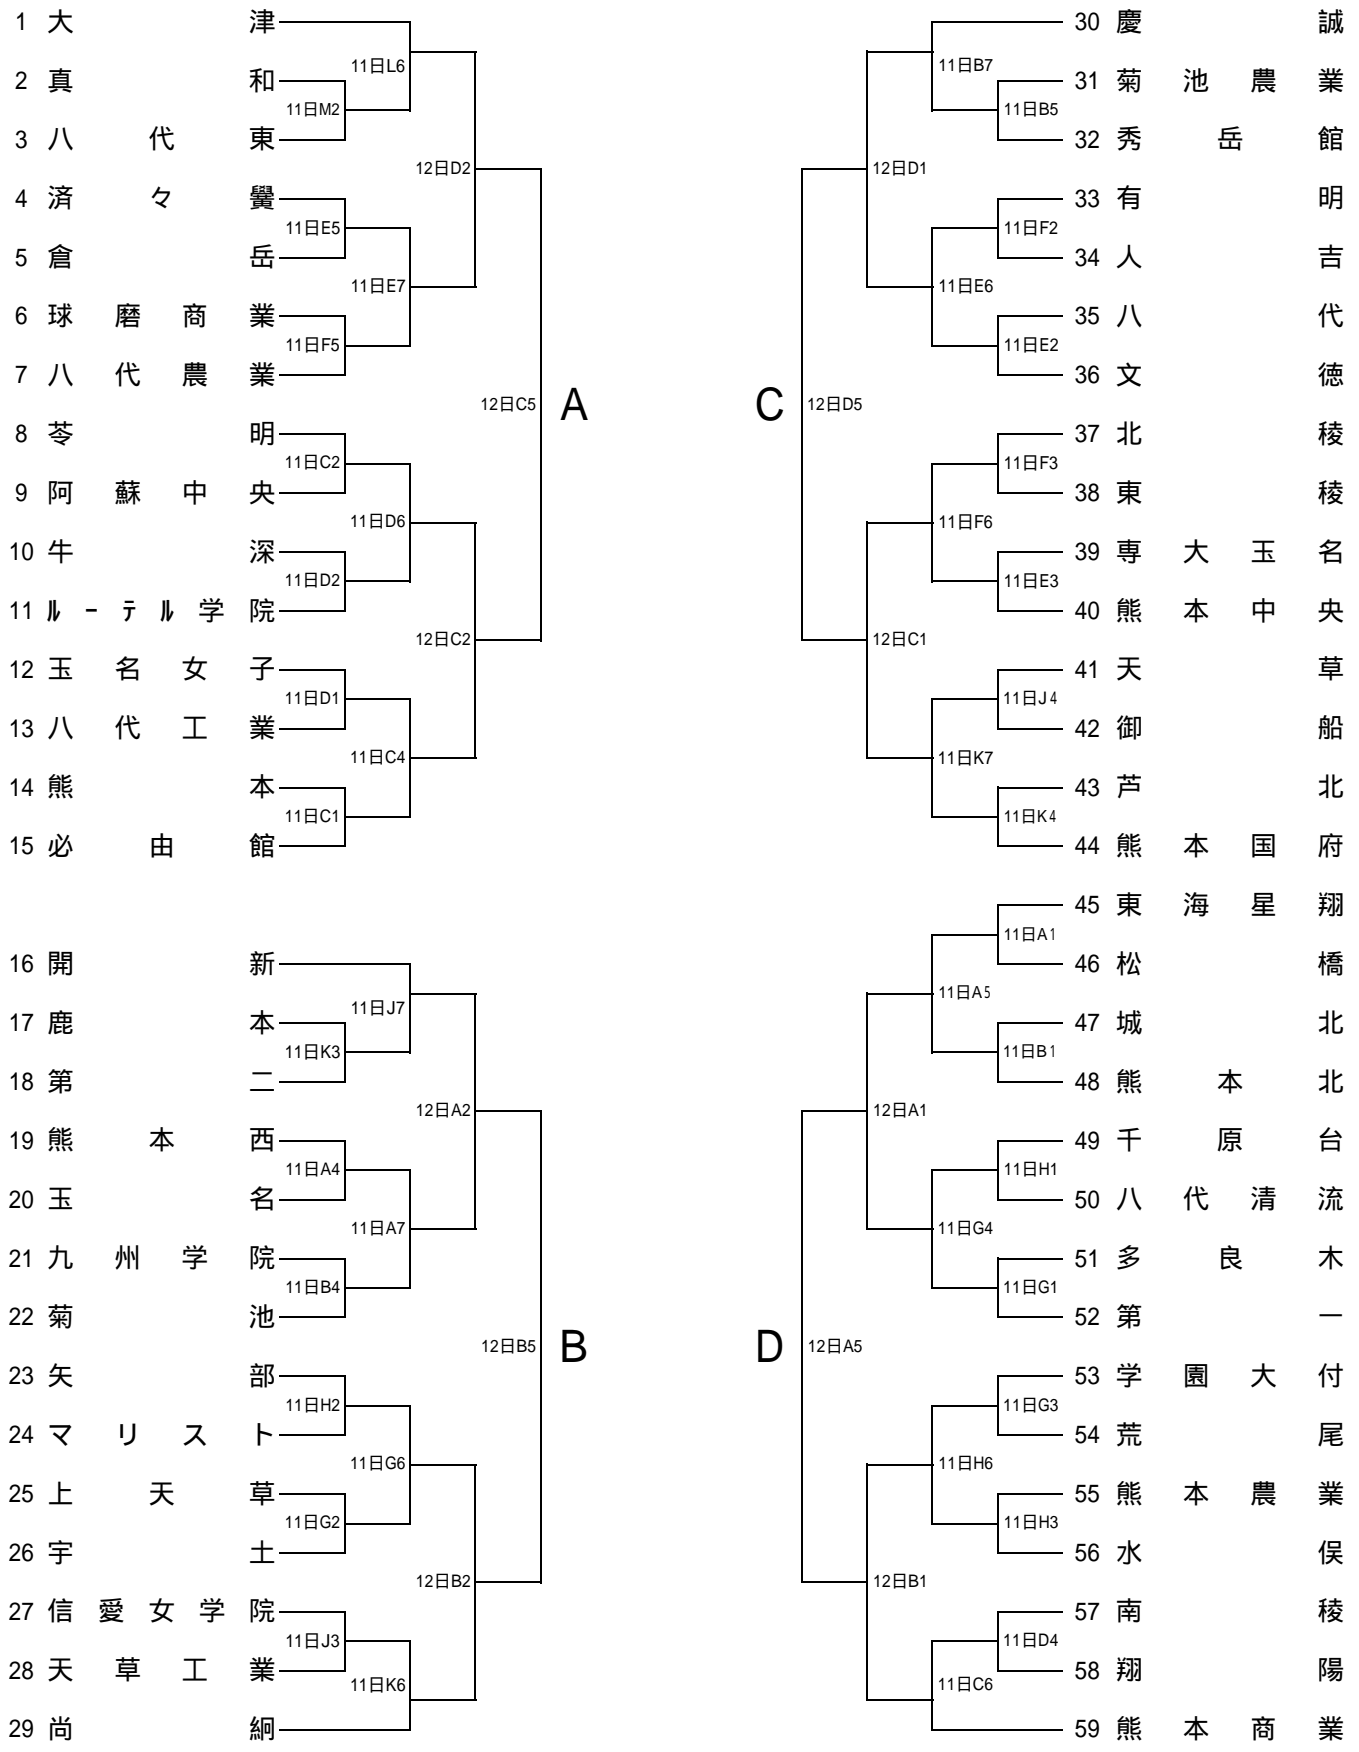 1 大津
11日L6
2 真和
11日M2
3 八代東
12日D2
4 済々黌
11日E5
5 倉岳
11日E7
6 球磨商業
11日F5
7 八代農業
12日C5
A
8 苓明
11日C2
9 阿蘇中央
11日D6
10 牛深
11日D2
11 ﾙｰﾃﾙ学院
12日C2
12 玉名女子
11日D1
13 八代工業
11日C4
14 熊本
11日C1
15 必由館
16 開新
11日J7
17 鹿本
11日K3
18 第二
12日A2
19 熊本西
11日A4
20 玉名
11日A7
21 九州学院
11日B4
22 菊池
12日B5
B
23 矢部
11日H2
24 マリスト
11日G6
25 上天草
11日G2
26 宇土
12日B2
27 信愛女学院
11日J3
28 天草工業
11日K6
29 尚絅
30 慶誠
11日B7
31 菊池農業
11日B5
32 秀岳館
12日D1
33 有明
11日F2
34 人吉
11日E6
35 八代
11日E2
36 文徳
C
12日D5
37 北稜
11日F3
38 東稜
11日F6
39 専大玉名
11日E3
40 熊本中央
12日C1
41 天草
11日J4
42 御船
11日K7
43 芦北
11日K4
44 熊本国府
45 東海星翔
11日A1
46 松橋
11日A5
47 城北
11日B1
48 熊本北
12日A1
49 千原台
11日H1
50 八代清流
11日G4
51 多良木
11日G1
52 第一
D
12日A5
53 学園大付
11日G3
54 荒尾
11日H6
55 熊本農業
11日H3
56 水俣
12日B1
57 南稜
11日D4
58 翔陽
11日C6
59 熊本商業